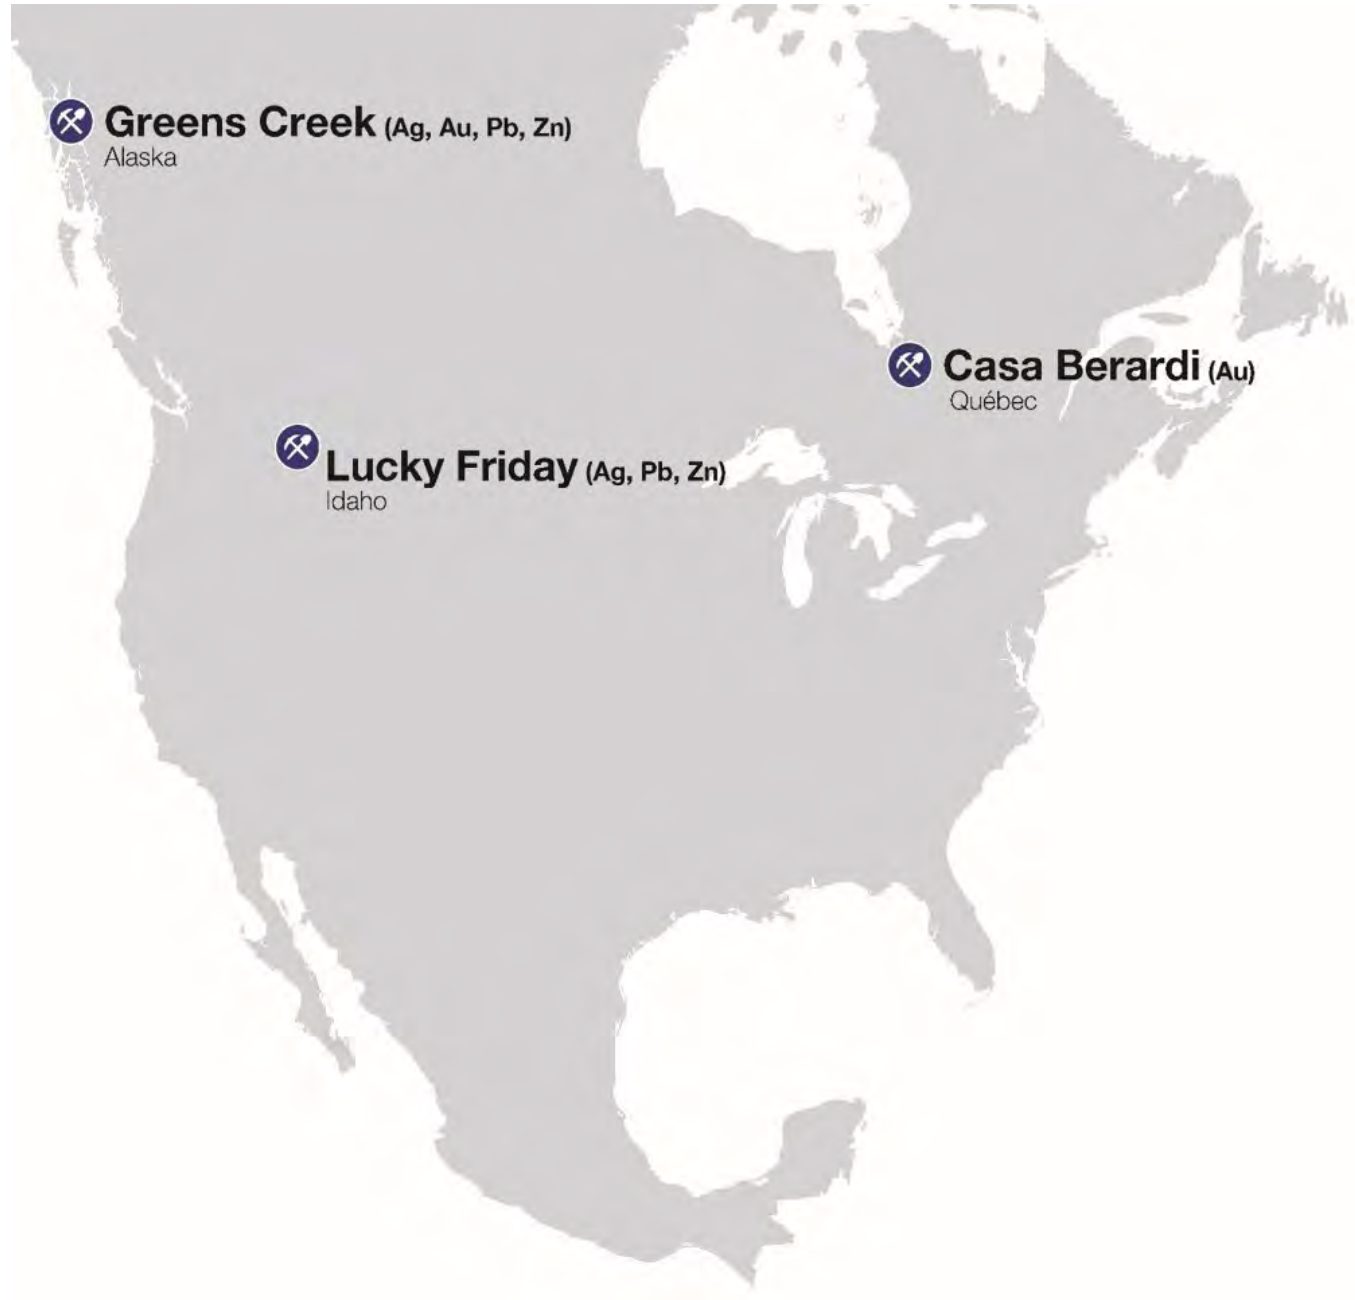 Greens Creek (Ag, Au, Pb, Zn)
Alaska
Casa Berardi (Au)
Québec
Lucky Friday (Ag, Pb, Zn)
Idaho